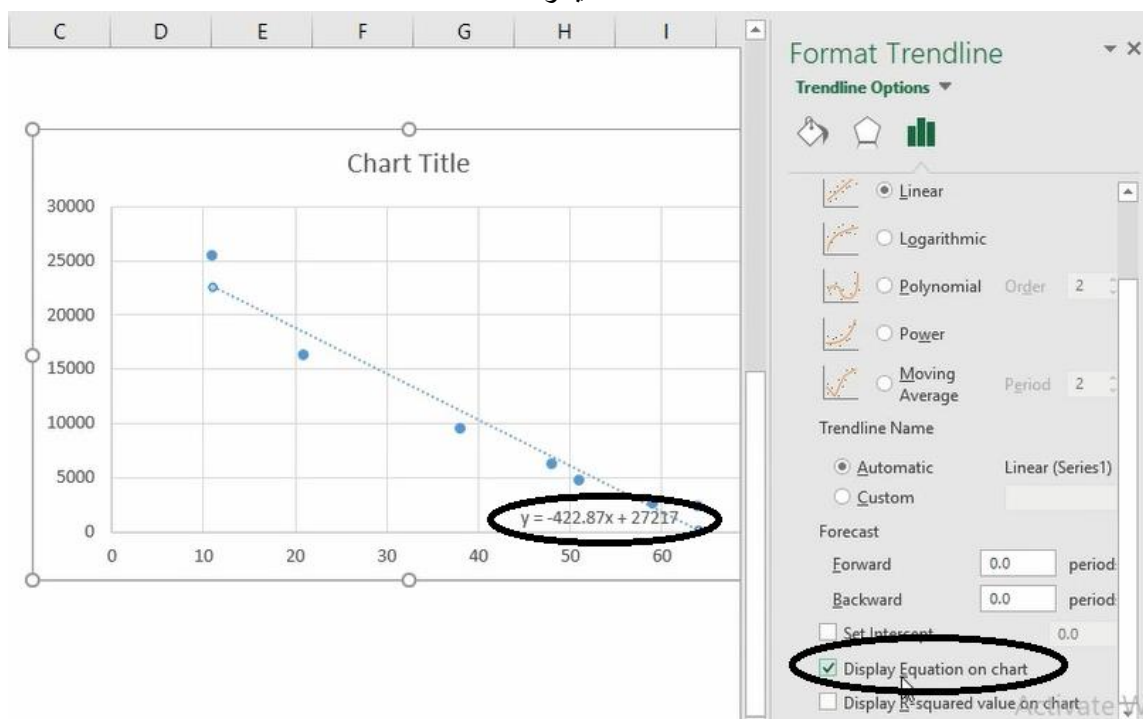 C D E F G H I
Format Trendline
Trendline Options
Chart Title
30000
25000
20000
15000
10000
5000
0
0 10 20 30 40 50 60
y = -422.87x + 27217
Linear
Logarithmic
Polynomial Order 2
Power
Moving Average Period 2
Trendline Name
Automatic Linear (Series1)
Custom
Forecast
Forward 0.0 period
Backward 0.0 period
Set Intercept 0.0
Display Equation on chart
Display R-squared value on chart
Activate W